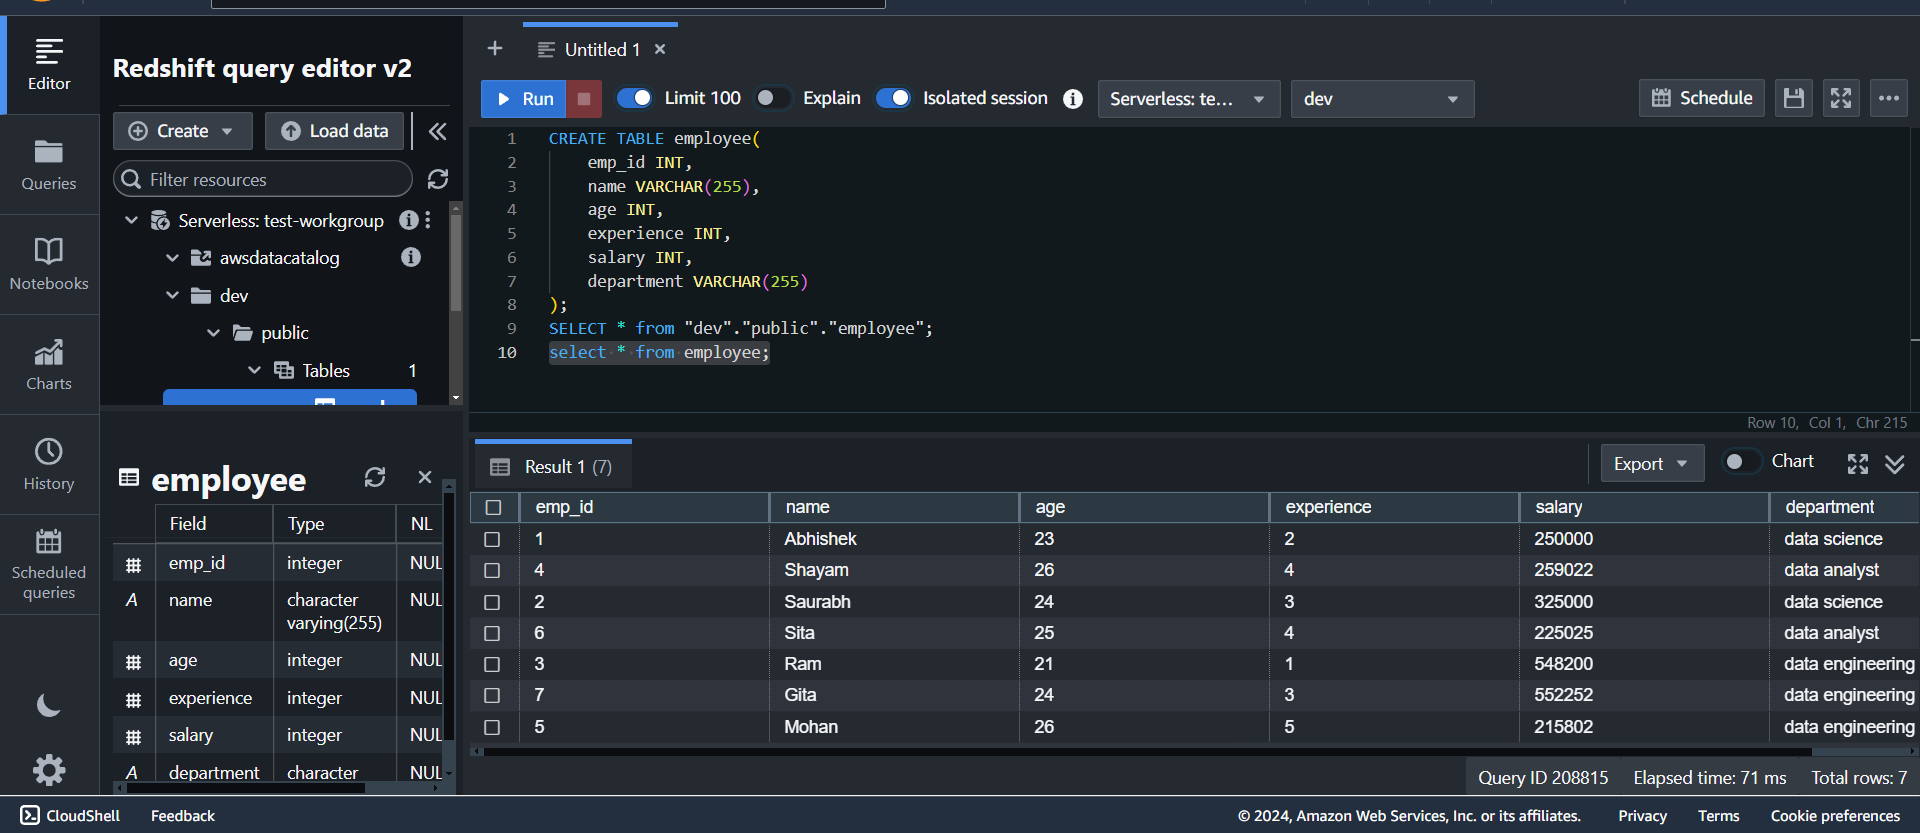 Editor
Queries
Notebooks
Charts
History
Scheduled
queries
Redshift query editor v2
Create
Load data
Filter resources
Serverless: test-workgroup
awsdatacatalog
dev
public
Tables 1
employee
Field Type NL
emp_id integer NUL
name character varying(255) NUL
age integer NUL
experience integer NUL
salary integer NUL
department character NUL
Untitled 1
Run Limit 100 Explain Isolated session Serverless: te... dev Schedule
1 CREATE TABLE employee(
2 emp_id INT,
3 name VARCHAR(255),
4 age INT,
5 experience INT,
6 salary INT,
7 department VARCHAR(255)
8 );
9 SELECT * from "dev"."public"."employee";
10 select * from employee;
Row 10, Col 1, Chr 215
Result 1 (7) Export Chart
emp_id name age experience salary department
1 Abhishek 23 2 250000 data science
4 Shayam 26 4 259022 data analyst
2 Saurabh 24 3 325000 data science
6 Sita 25 4 225025 data analyst
3 Ram 21 1 548200 data engineering
7 Gita 24 3 552252 data engineering
5 Mohan 26 5 215802 data engineering
Query ID 208815 Elapsed time: 71 ms Total rows: 7
CloudShell Feedback © 2024, Amazon Web Services, Inc. or its affiliates. Privacy Terms Cookie preferences